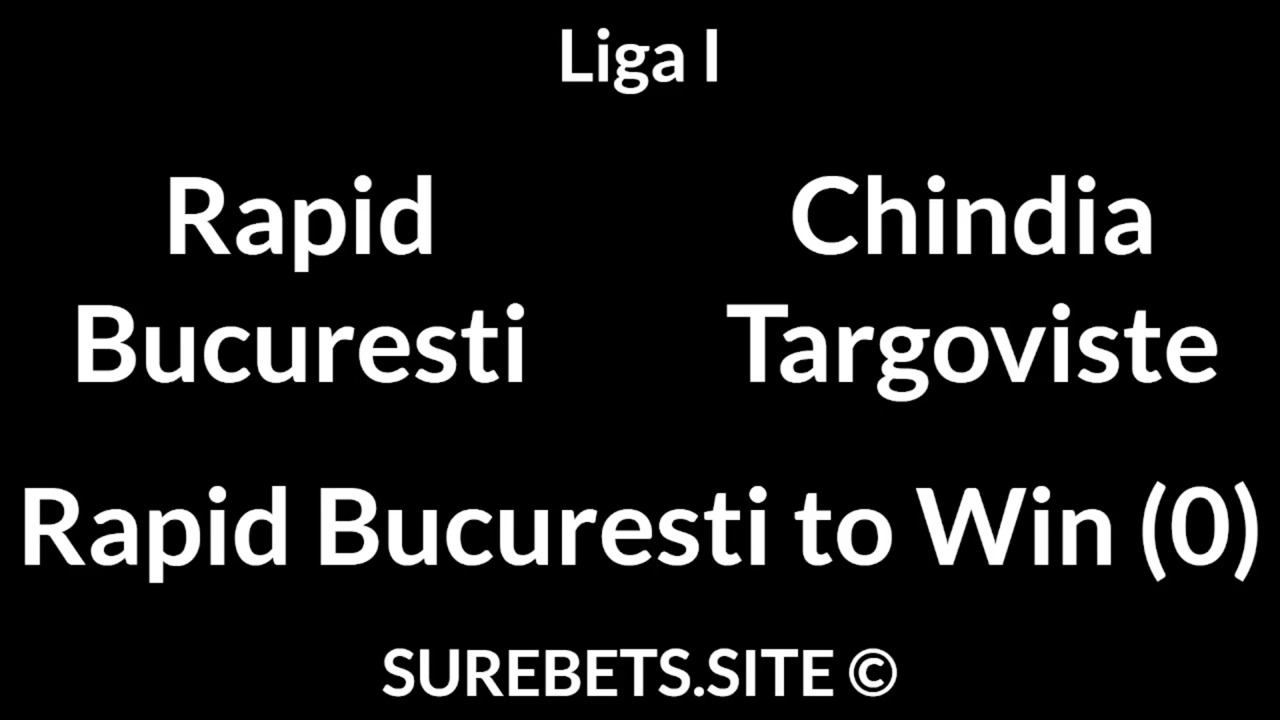 Liga I
Rapid Bucuresti
Chindia Targoviste
Rapid Bucuresti to Win (0)
SUREBETS.SITE ©